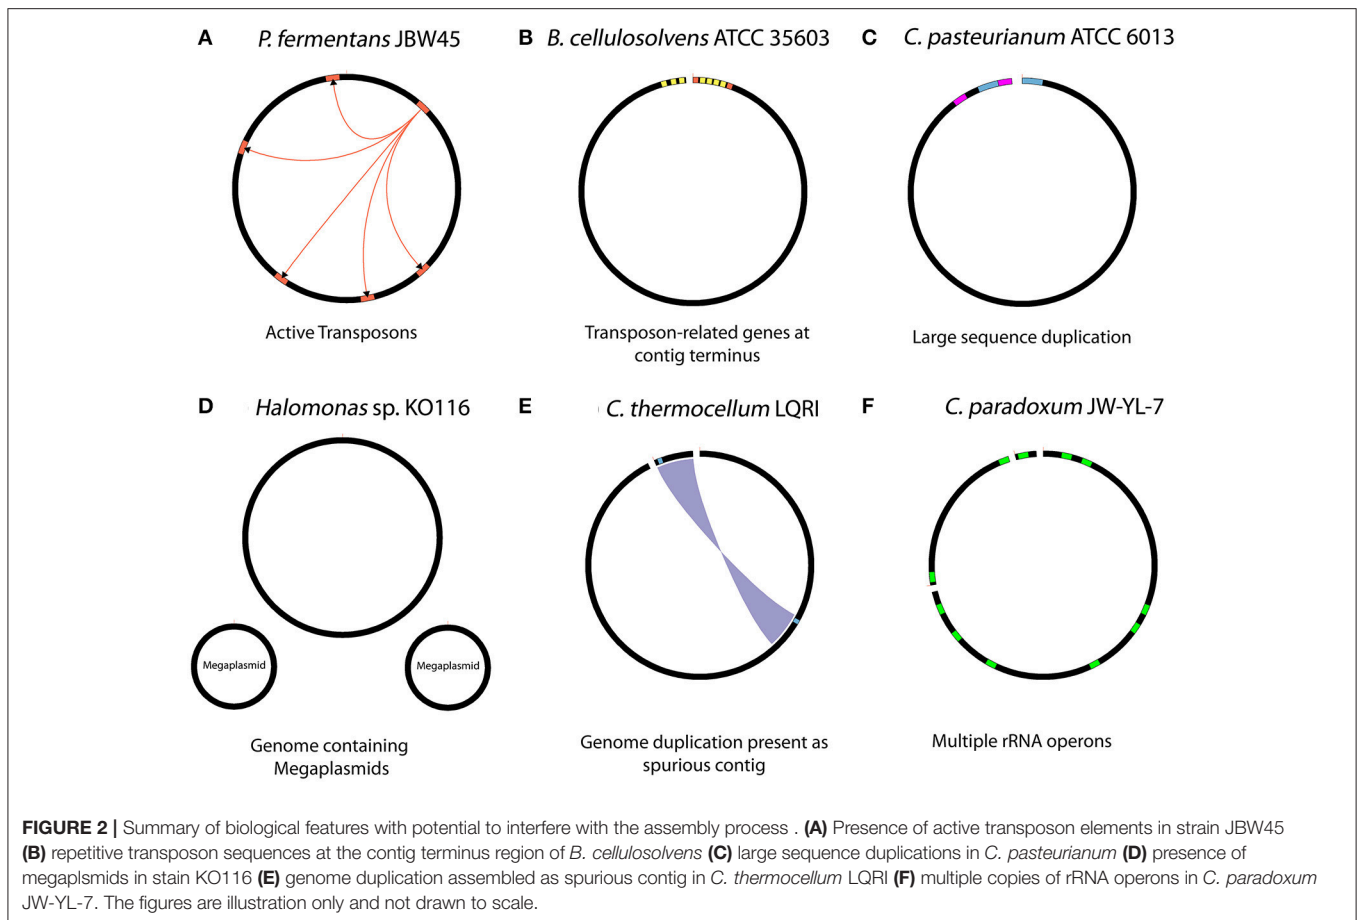 A P. fermentans JBW45
B B. cellulosolvens ATCC 35603
C C. pasteurianum ATCC 6013
Active Transposons
Transposon-related genes at
contig terminus
Large sequence duplication
D Halomonas sp. KO116
E C. thermocellum LQRI
F C. paradoxum JW-YL-7
Megaplasmid
Megaplasmid
Genome containing
Megaplasmids
Genome duplication present as
spurious contig
Multiple rRNA operons
FIGURE 2 | Summary of biological features with potential to interfere with the assembly process . (A) Presence of active transposon elements in strain JBW45
(B) repetitive transposon sequences at the contig terminus region of B. cellulosolvens (C) large sequence duplications in C. pasteurianum (D) presence of
megaplsmids in stain KO116 (E) genome duplication assembled as spurious contig in C. thermocellum LQRI (F) multiple copies of rRNA operons in C. paradoxum
JW-YL-7. The figures are illustration only and not drawn to scale.